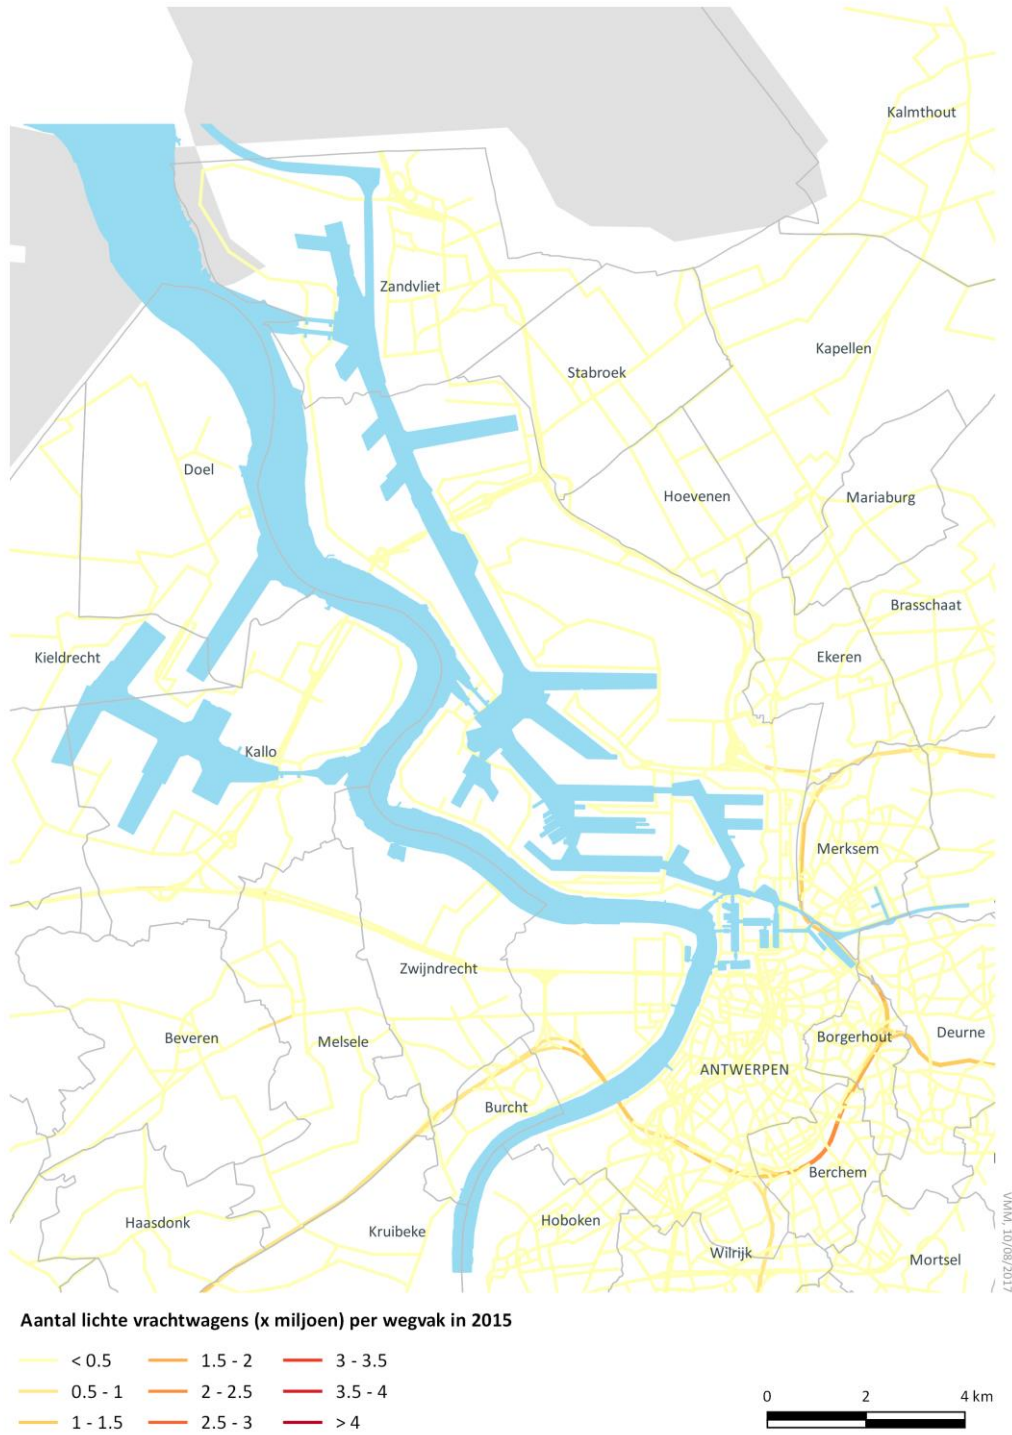 Kalmthout
Zandvliet
Kapellen
Stabroek
Doel
Hoevenen
Mariaburg
Brasschaat
Kieldrecht
Ekeren
Kallo
Merksem
Zwijndrecht
Beveren
Melsele
Borgerhout
Deurne
ANTWERPEN
Burcht
Berchem
Haasdonk
Kruibeke
Hoboken
Wilrijk
Mortsel
VMM, 10/08/2017
Aantal lichte vrachtwagens (x miljoen) per wegvak in 2015
< 0.5
0.5 - 1
1 - 1.5
1.5 - 2
2 - 2.5
2.5 - 3
3 - 3.5
3.5 - 4
> 4
0 2 4 km